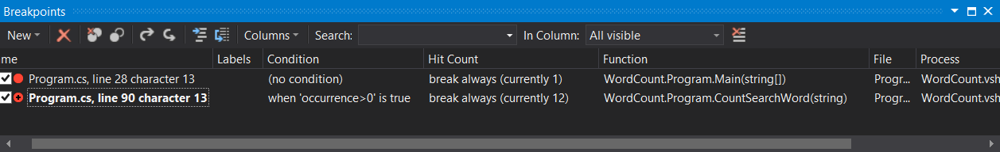 Breakpoints
New Columns Search: In Column: All visible
me Labels Condition Hit Count Function File Process
Program.cs, line 28 character 13 (no condition) break always (currently 1) WordCount.Program.Main(string[]) Progr... WordCount.vsh
Program.cs, line 90 character 13 when 'occurrence>0' is true break always (currently 12) WordCount.Program.CountSearchWord(string) Progr... WordCount.vsh